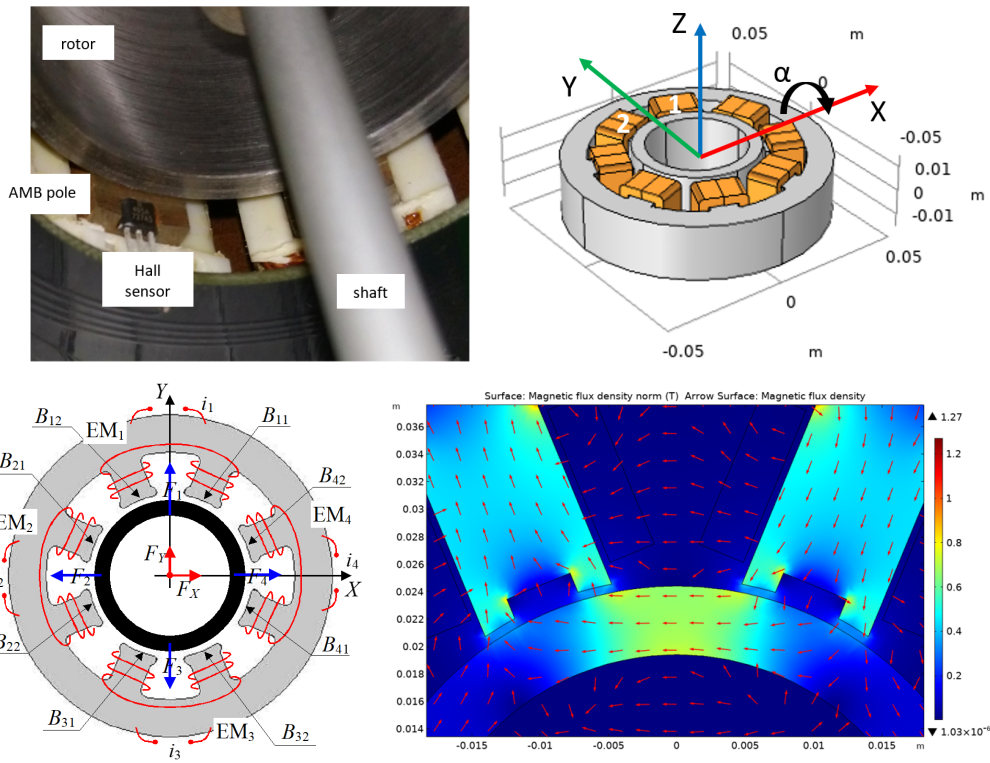 rotor
AMB pole
Hall
sensor
shaft
Z
Y
X
α
1
2
0.05
m
0
-0.05
0.01
0
m
-0.01
0.05
0
-0.05
m
Y
i1
B12
EM1
B11
B21
B42
EM2
EM4
F1
i4
FY
F2
F4
X
FX
2
B22
B41
F3
B31
EM3
B32
i3
Surface: Magnetic flux density norm (T) Arrow Surface: Magnetic flux density
m
0.036
0.034
0.032
0.03
0.028
0.026
0.024
0.022
0.02
0.018
0.016
0.014
-0.015
-0.01
-0.005
0
0.005
0.01
0.015
m
▲ 1.27
1.2
1
0.8
0.6
0.4
0.2
▼ 1.03×10⁻⁶